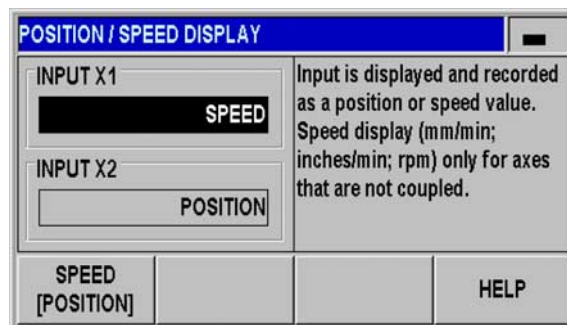 POSITION / SPEED DISPLAY
INPUT X1
SPEED
INPUT X2
POSITION
Input is displayed and recorded
as a position or speed value.
Speed display (mm/min;
inches/min; rpm) only for axes
that are not coupled.
SPEED
[POSITION]
HELP